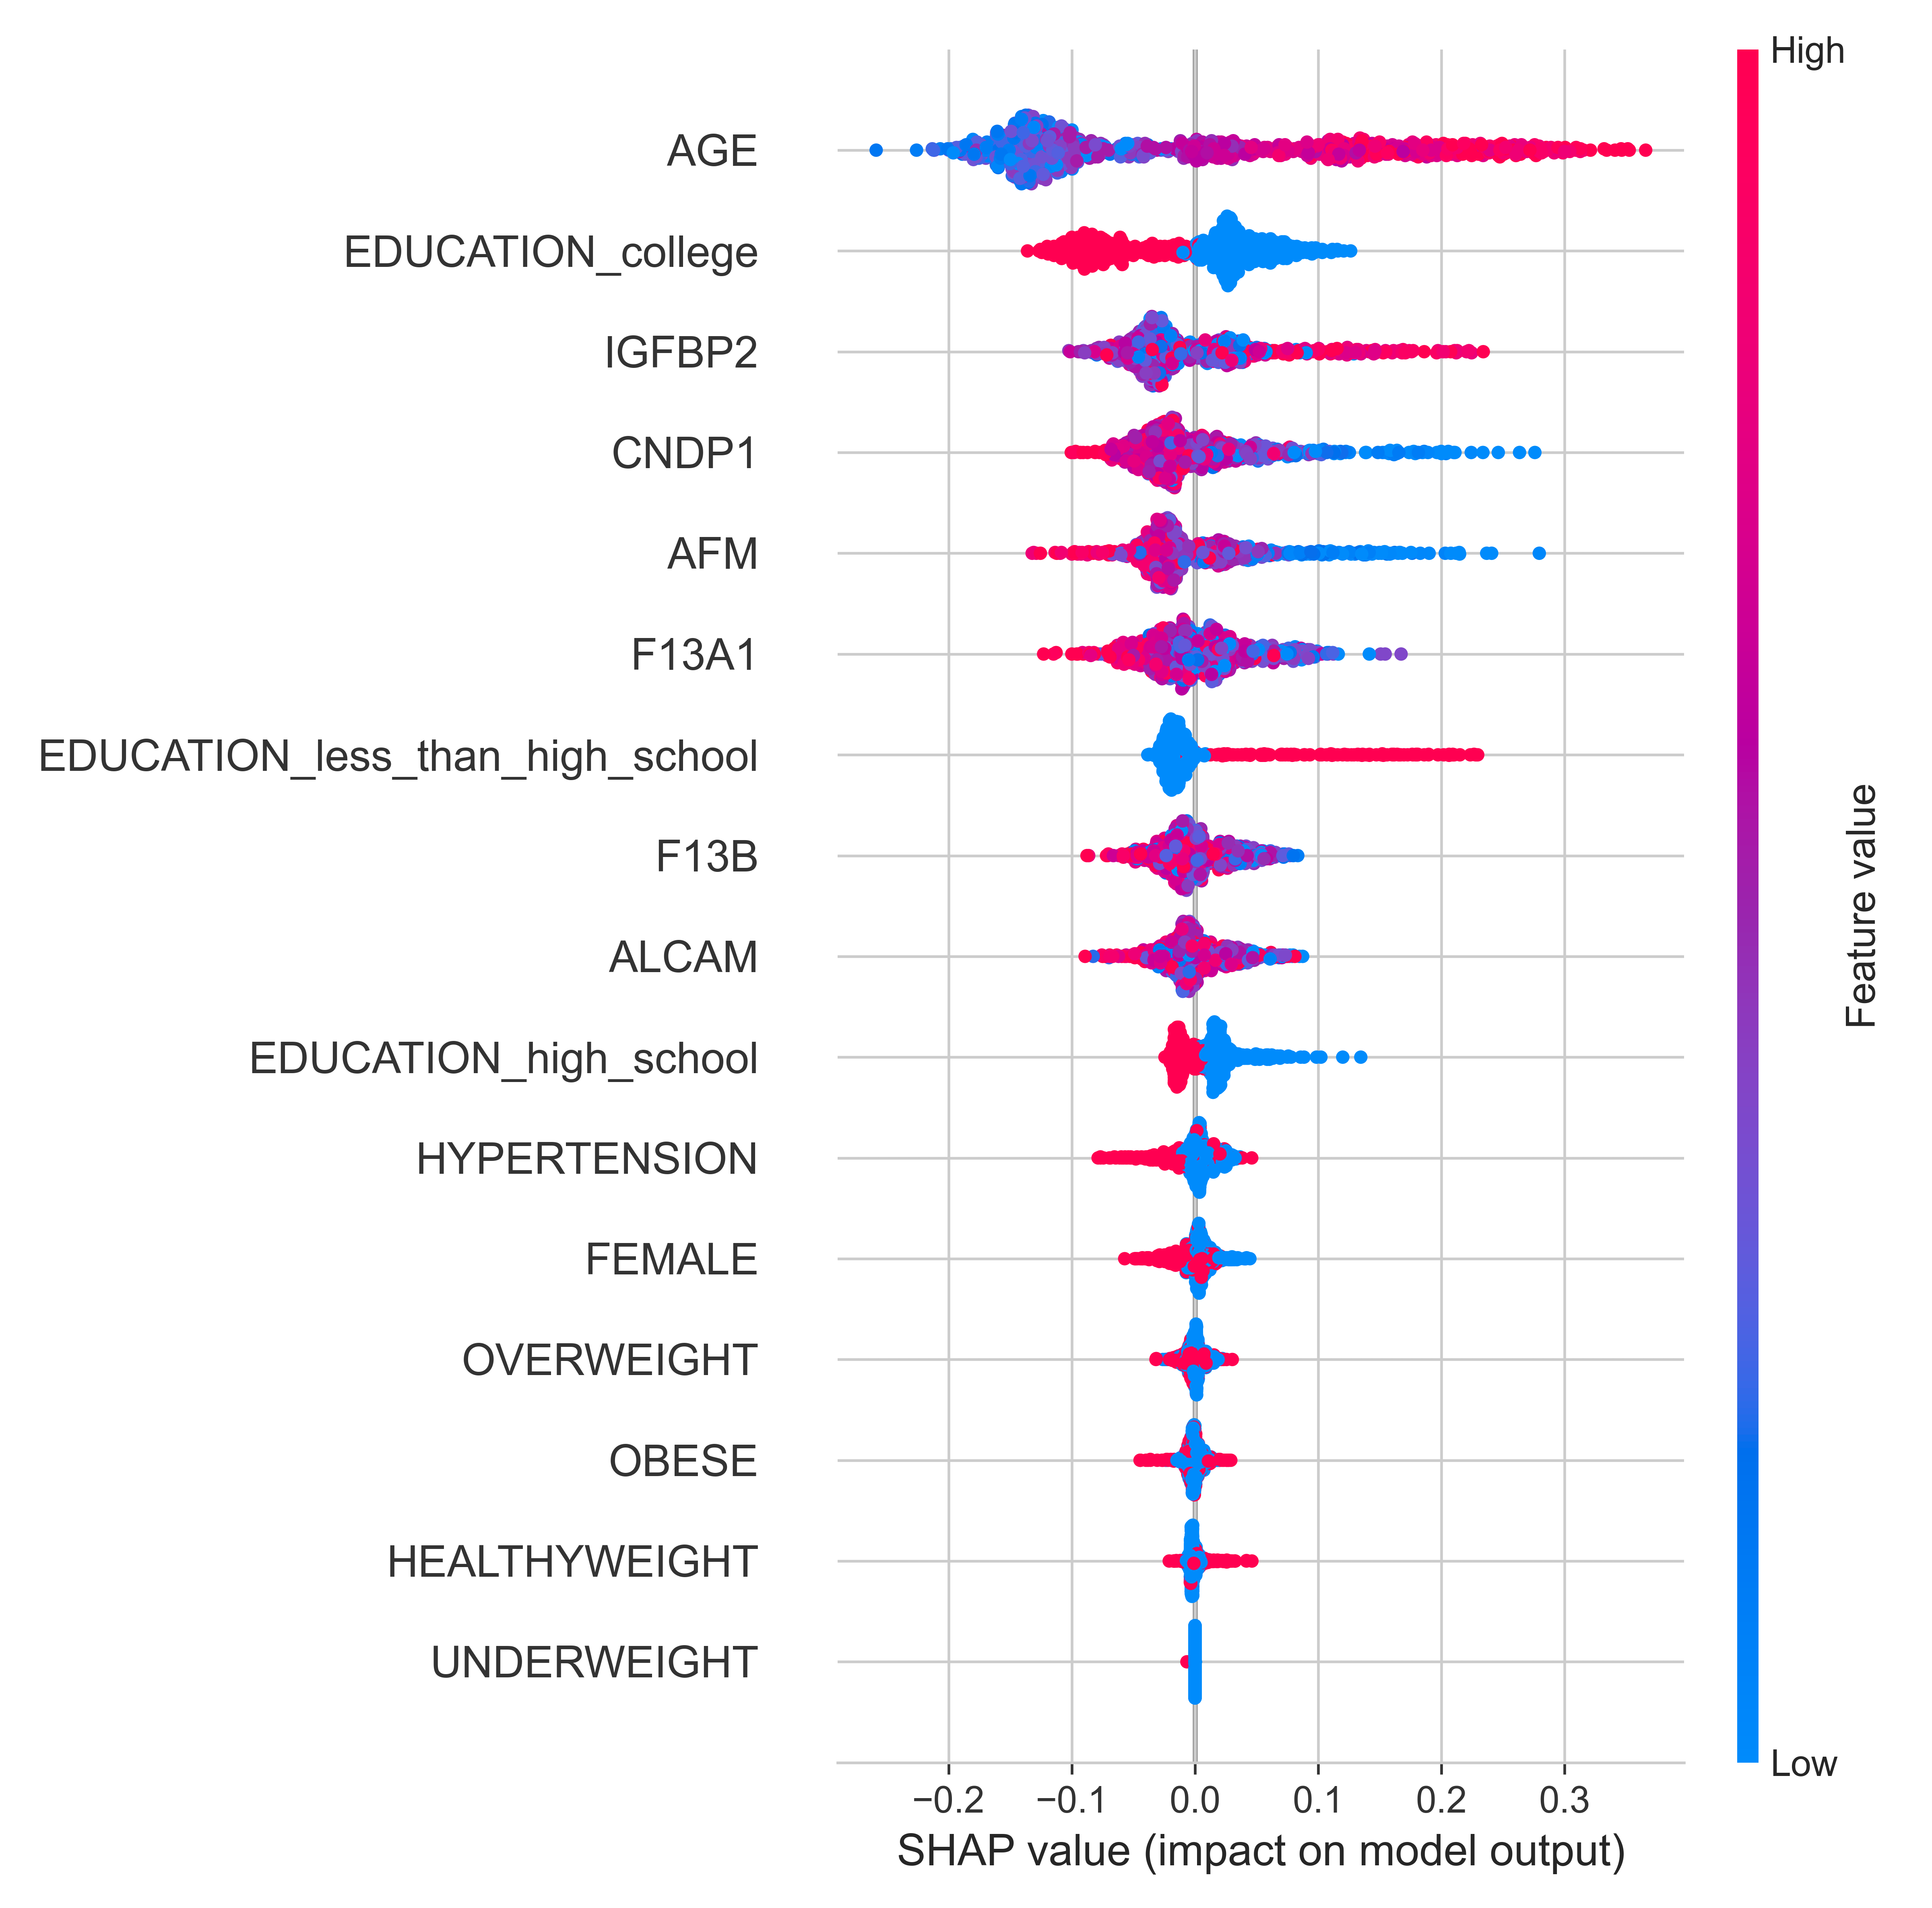 High
AGE
EDUCATION_college
IGFBP2
CNDP1
AFM
F13A1
EDUCATION_less_than_high_school
F13B
ALCAM
EDUCATION_high_school
HYPERTENSION
FEMALE
OVERWEIGHT
OBESE
HEALTHYWEIGHT
UNDERWEIGHT
Feature value
Low
−0.2 −0.1 0.0 0.1 0.2 0.3
SHAP value (impact on model output)